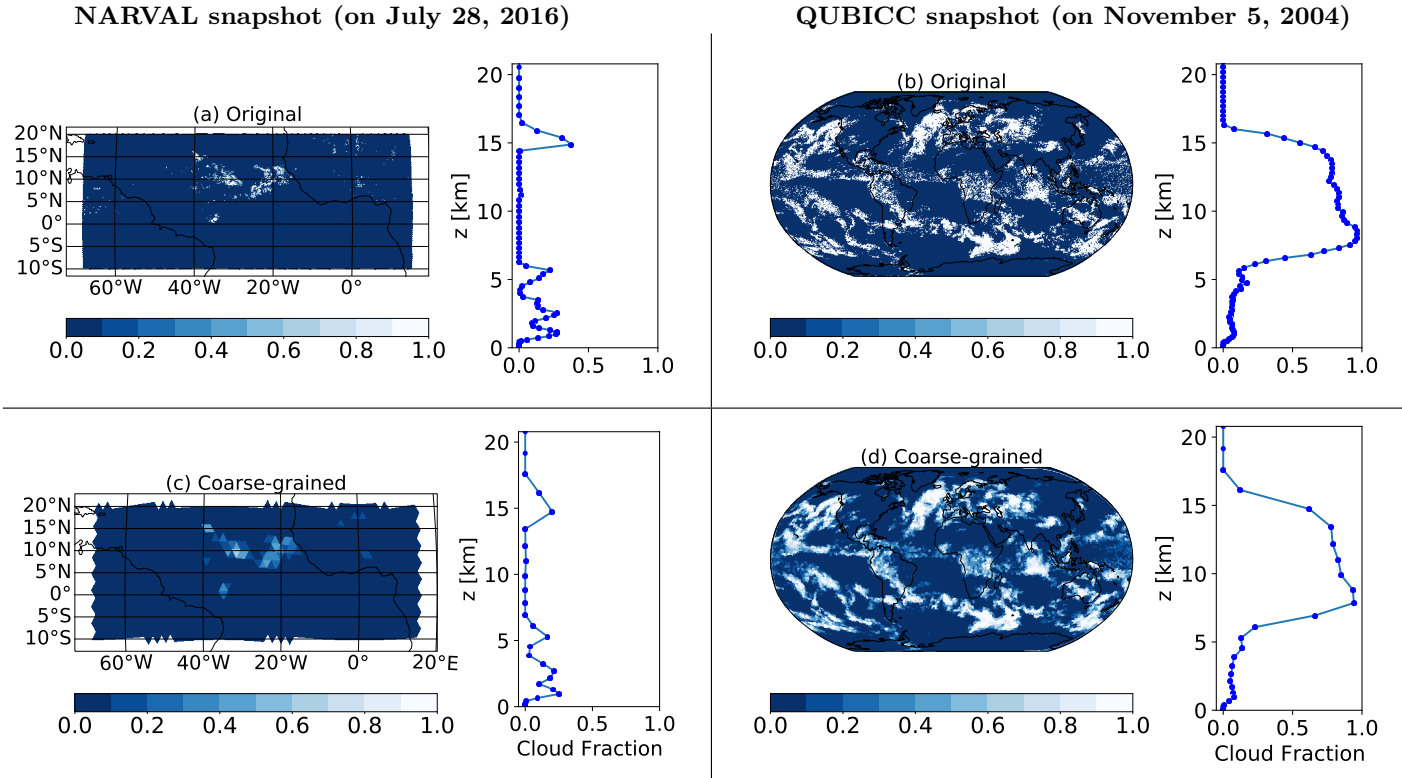 NARVAL snapshot (on July 28, 2016)
QUBICC snapshot (on November 5, 2004)
(a) Original
20°N
15°N
10°N
5°N
0°
5°S
10°S
60°W 40°W 20°W 0°
0.0 0.2 0.4 0.6 0.8 1.0
z [km]
20
15
10
5
0
0.0 0.5 1.0
(b) Original
0.0 0.2 0.4 0.6 0.8 1.0
z [km]
20
15
10
5
0
0.0 0.5 1.0
(c) Coarse-grained
20°N
15°N
10°N
5°N
0°
5°S
10°S
60°W 40°W 20°W 0° 20°E
0.0 0.2 0.4 0.6 0.8 1.0
z [km]
20
15
10
5
0
0.0 0.5 1.0
Cloud Fraction
(d) Coarse-grained
0.0 0.2 0.4 0.6 0.8 1.0
z [km]
20
15
10
5
0
0.0 0.5 1.0
Cloud Fraction